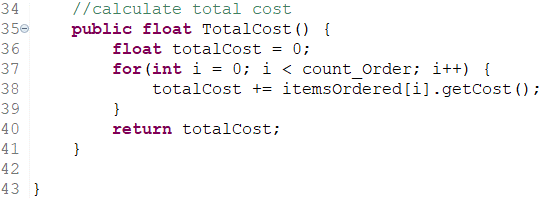 34     //calculate total cost
35     public float TotalCost() {
36         float totalCost = 0;
37         for(int i = 0; i < count_Order; i++) {
38             totalCost += itemsOrdered[i].getCost();
39         }
40         return totalCost;
41     }
42
43 }